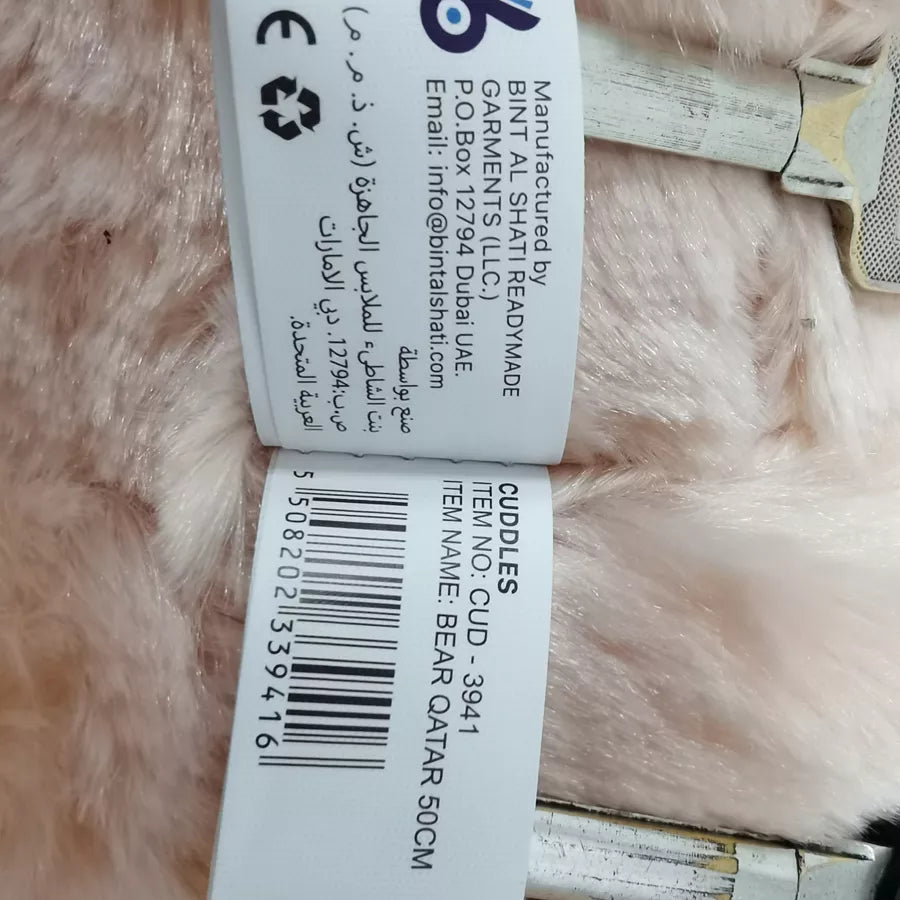 Manufactured by
BINT AL SHATI READYMADE
GARMENTS (LLC.)
P.O.Box 12794 Dubai UAE.
Email: info@bintalshati.com
صنع بواسطة
بنت الشاطىء للملابس الجاهزة (ش. ذ. م. م.)
ص.ب:12794. دبي الامارات
العربية المتحدة.
CE
CUDDLES
ITEM NO: CUD - 3941
ITEM NAME: BEAR QATAR 50CM
5 508202 339416